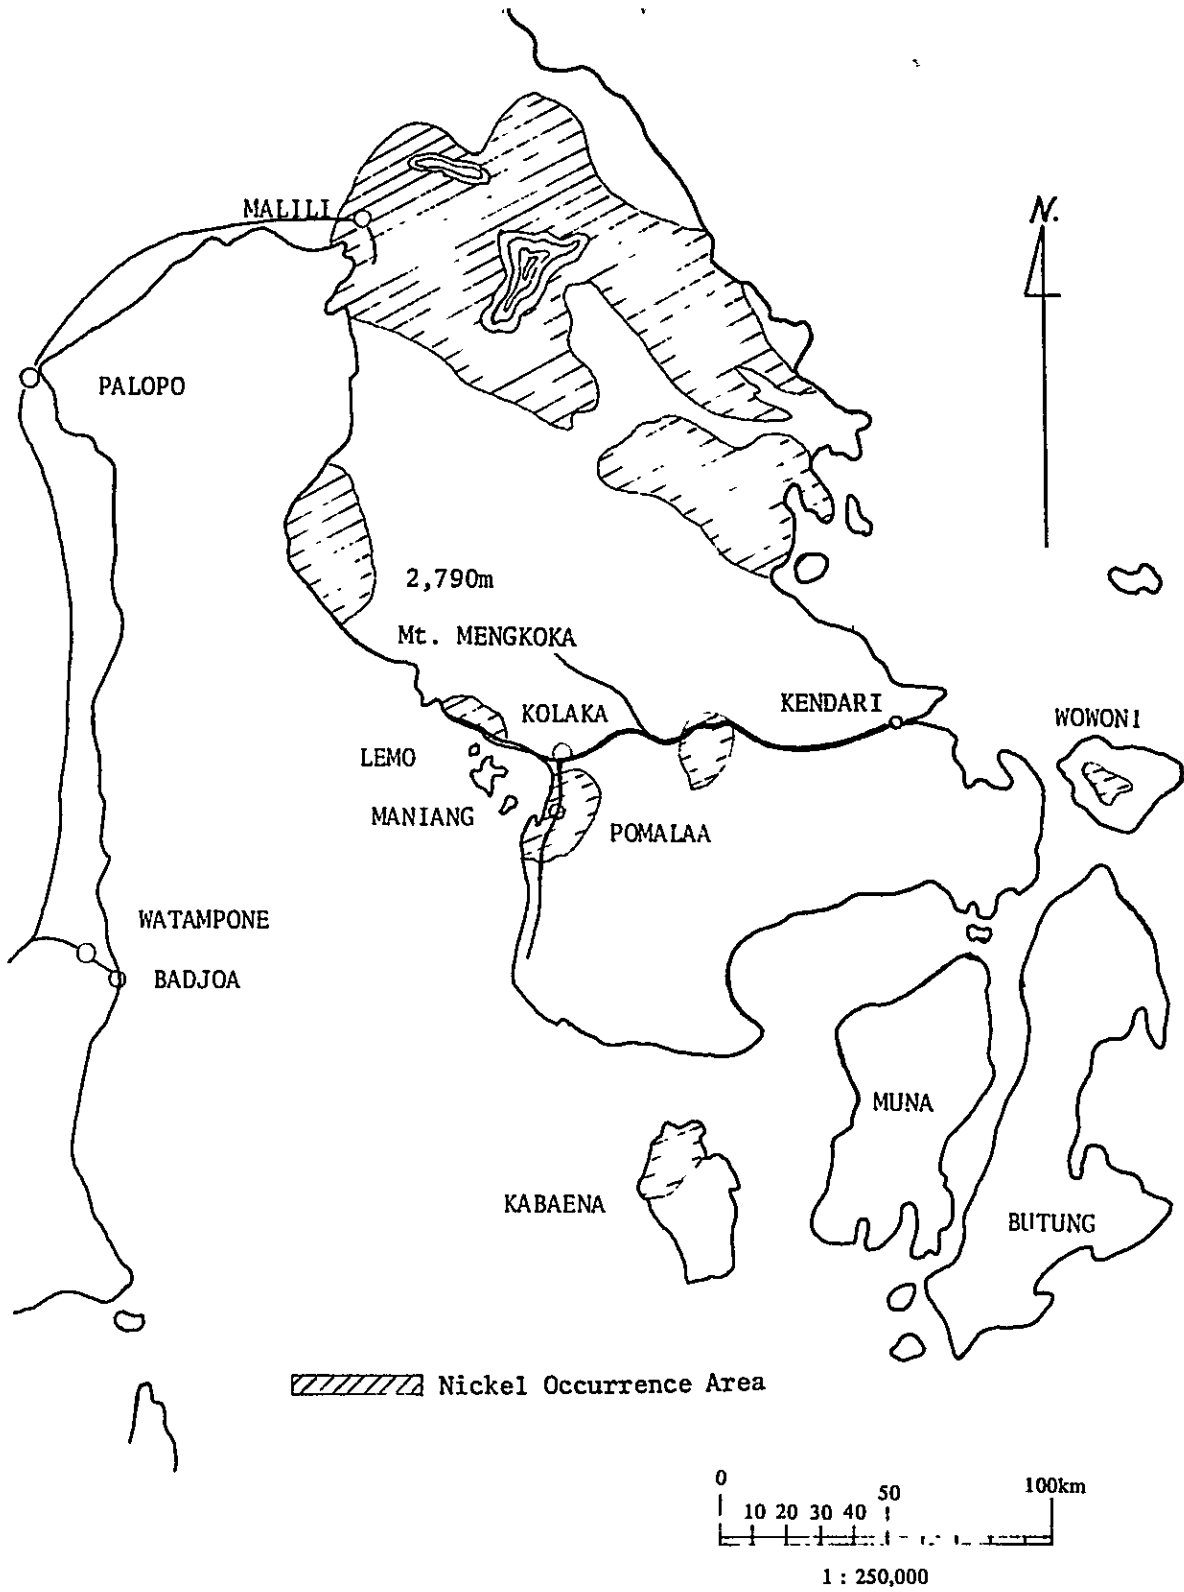 MALILI
N.
PALOPO
2,790m
Mt. MENGKOKA
KOLAKA
KENDARI
WOWONI
LEMO
MANIANG
POMALAA
WATAMPONE
BADJOA
MUNA
KABAENA
BUTUNG
Nickel Occurrence Area
0 10 20 30 40 50 100km
1 : 250,000